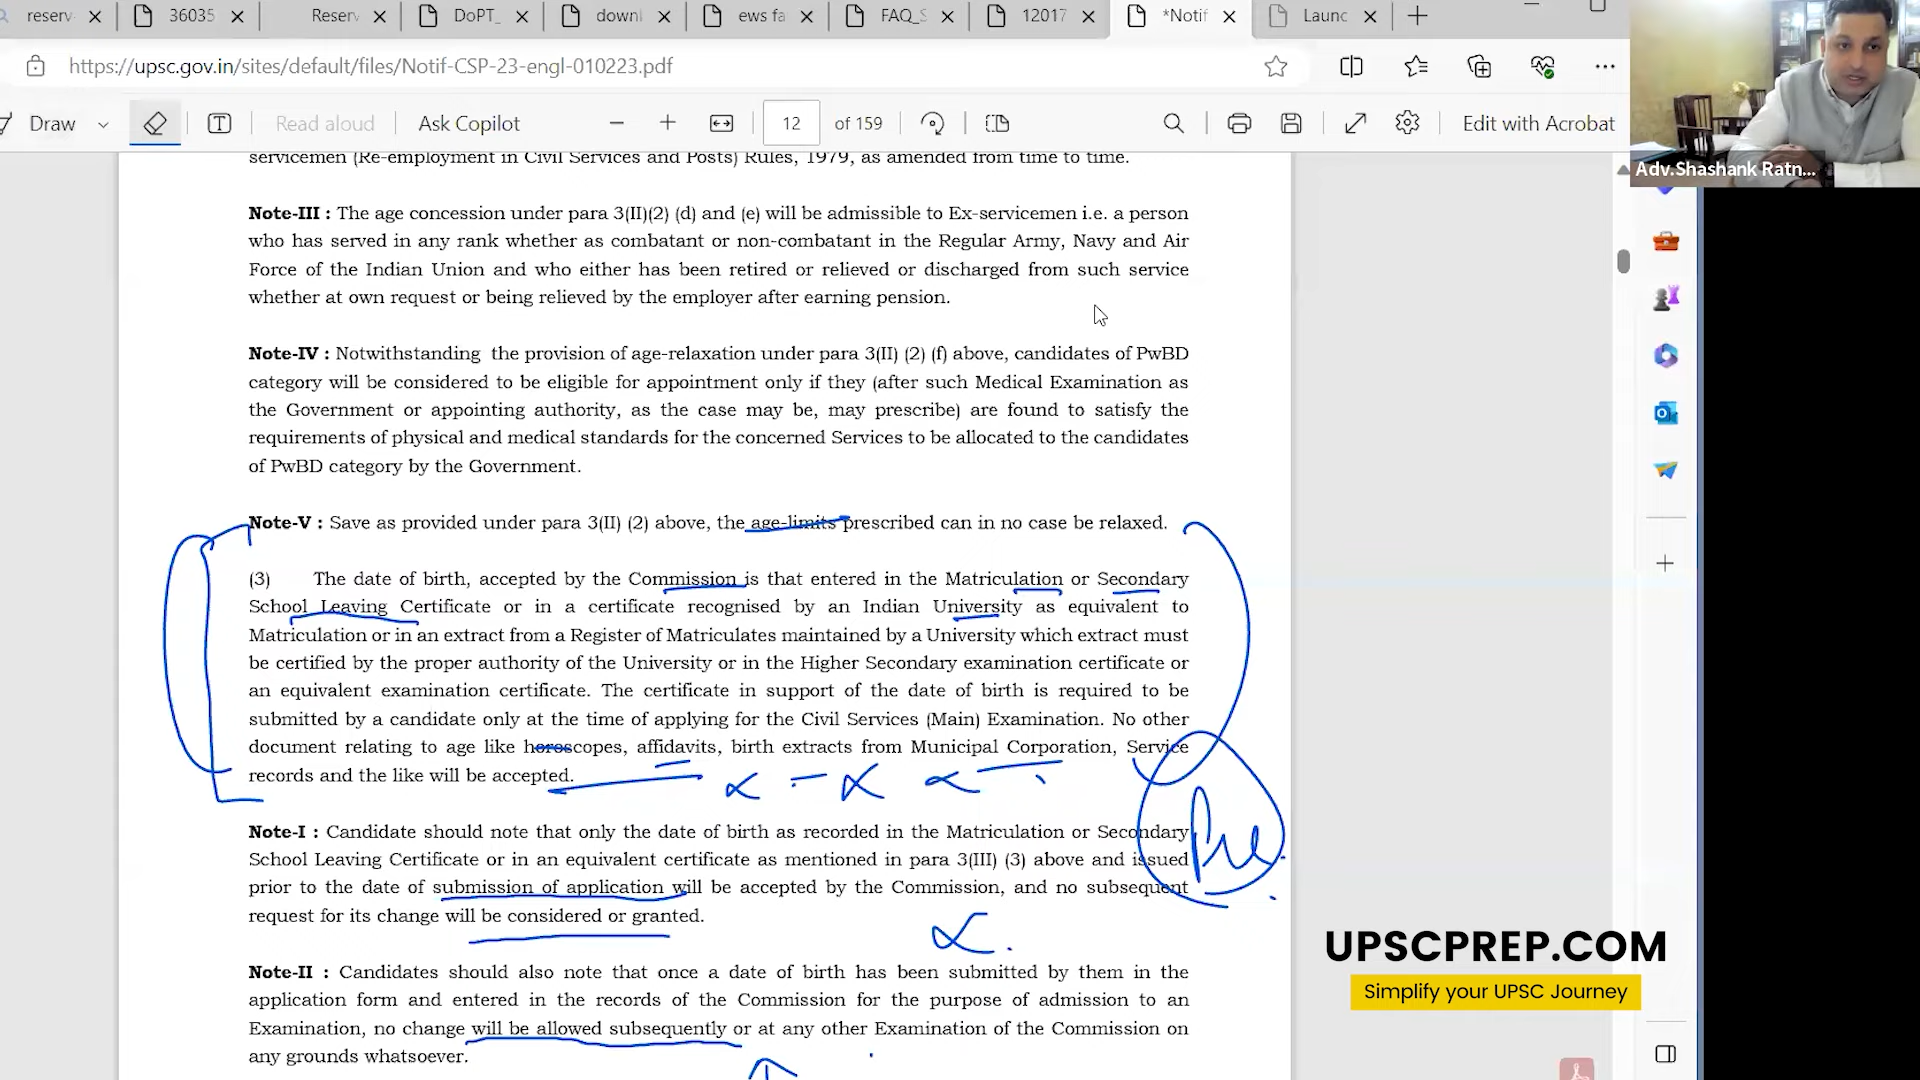 reserv
36035
Reserv
DoPT_
downl
ews fa
FAQ_S
12017
*Notif
Launc
https://upsc.gov.in/sites/default/files/Notif-CSP-23-engl-010223.pdf
Draw
Read aloud
Ask Copilot
12
of 159
Edit with Acrobat
Adv.Shashank Ratn...
servicemen (Re-employment in Civil Services and Posts) Rules, 1979, as amended from time to time.
Note-III : The age concession under para 3(II)(2) (d) and (e) will be admissible to Ex-servicemen i.e. a person
who has served in any rank whether as combatant or non-combatant in the Regular Army, Navy and Air
Force of the Indian Union and who either has been retired or relieved or discharged from such service
whether at own request or being relieved by the employer after earning pension.
Note-IV : Notwithstanding the provision of age-relaxation under para 3(II) (2) (f) above, candidates of PwBD
category will be considered to be eligible for appointment only if they (after such Medical Examination as
the Government or appointing authority, as the case may be, may prescribe) are found to satisfy the
requirements of physical and medical standards for the concerned Services to be allocated to the candidates
of PwBD category by the Government.
Note-V : Save as provided under para 3(II) (2) above, the age-limits prescribed can in no case be relaxed.
(3) The date of birth, accepted by the Commission is that entered in the Matriculation or Secondary
School Leaving Certificate or in a certificate recognised by an Indian University as equivalent to
Matriculation or in an extract from a Register of Matriculates maintained by a University which extract must
be certified by the proper authority of the University or in the Higher Secondary examination certificate or
an equivalent examination certificate. The certificate in support of the date of birth is required to be
submitted by a candidate only at the time of applying for the Civil Services (Main) Examination. No other
document relating to age like horoscopes, affidavits, birth extracts from Municipal Corporation, Service
records and the like will be accepted.
Note-I : Candidate should note that only the date of birth as recorded in the Matriculation or Secondary
School Leaving Certificate or in an equivalent certificate as mentioned in para 3(III) (3) above and issued
prior to the date of submission of application will be accepted by the Commission, and no subsequent
request for its change will be considered or granted.
Pre
Note-II : Candidates should also note that once a date of birth has been submitted by them in the
application form and entered in the records of the Commission for the purpose of admission to an
Examination, no change will be allowed subsequently or at any other Examination of the Commission on
any grounds whatsoever.
UPSCPREP.COM
Simplify your UPSC Journey